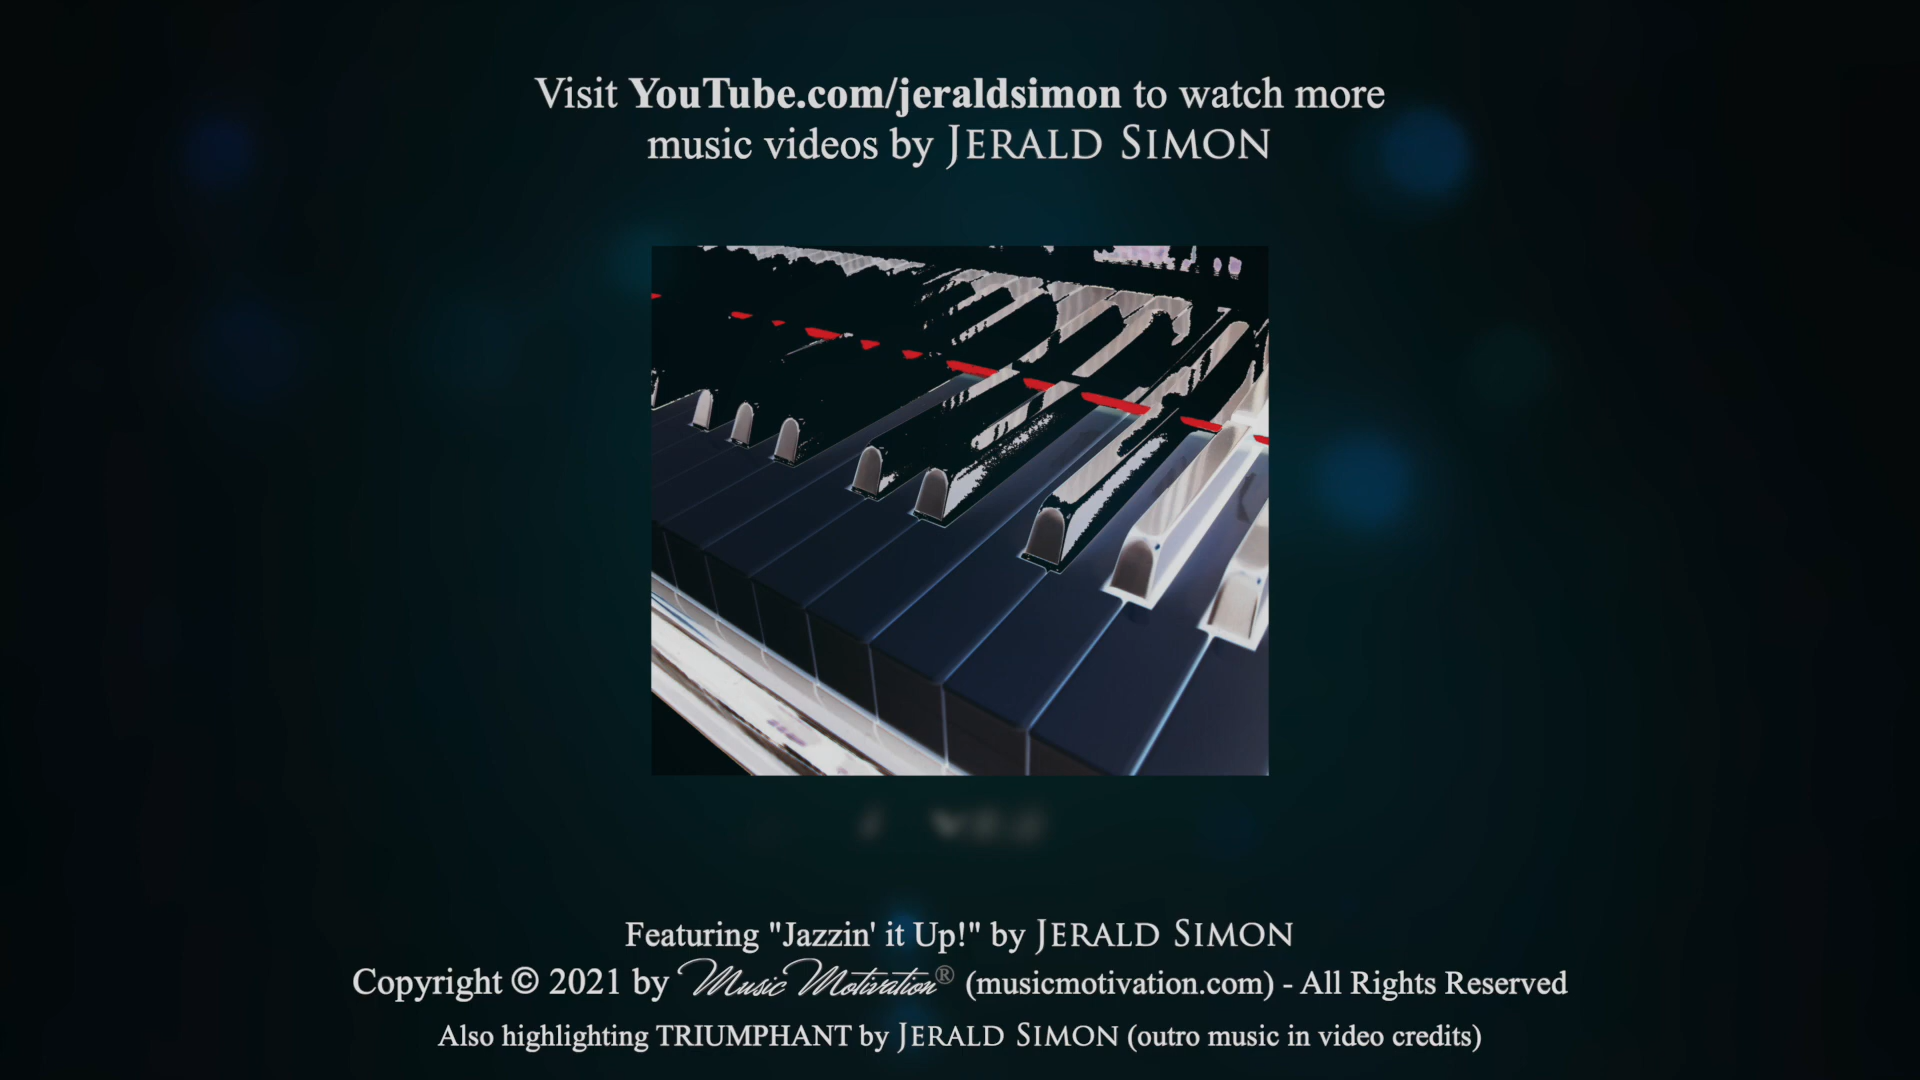 Visit YouTube.com/jeraldsimon to watch more
music videos by JERALD SIMON
Featuring "Jazzin' it Up!" by JERALD SIMON
Copyright © 2021 by Music Motivation® (musicmotivation.com) - All Rights Reserved
Also highlighting TRIUMPHANT by JERALD SIMON (outro music in video credits)